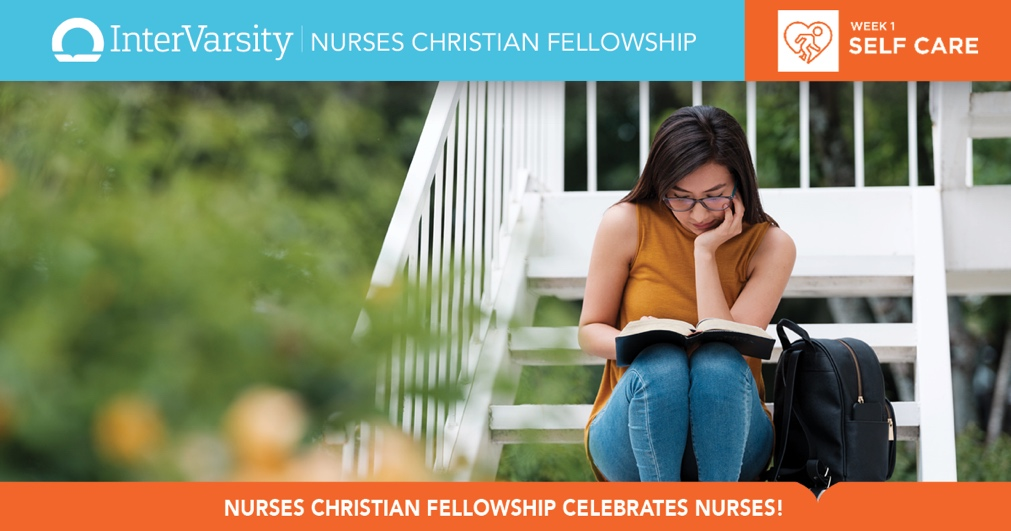 InterVarsity | NURSES CHRISTIAN FELLOWSHIP
WEEK 1
SELF CARE
NURSES CHRISTIAN FELLOWSHIP CELEBRATES NURSES!